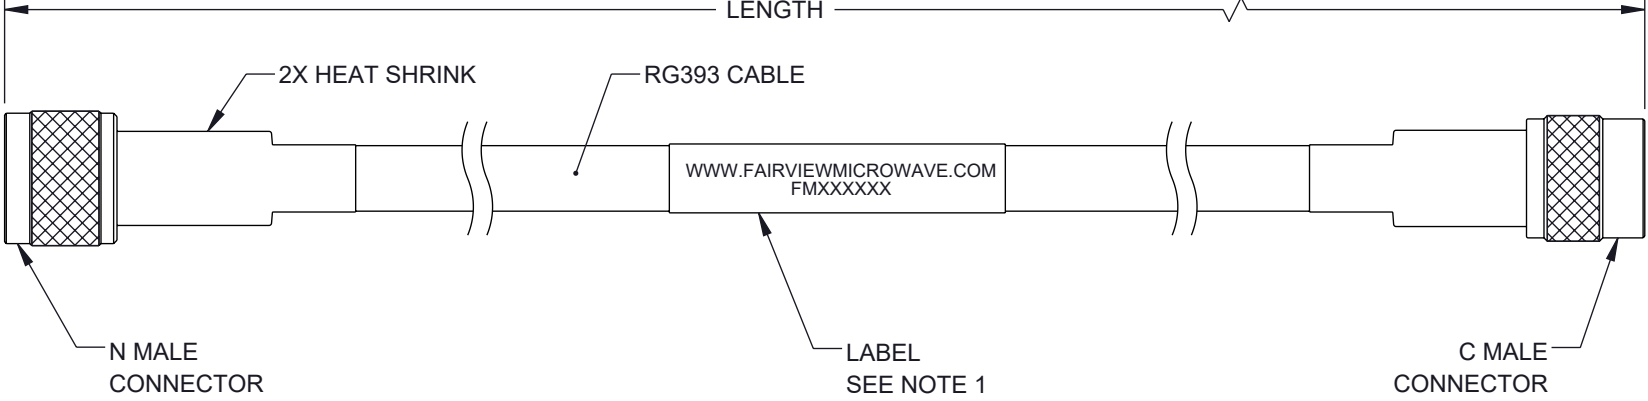 LENGTH
2X HEAT SHRINK
RG393 CABLE
WWW.FAIRVIEWMICROWAVE.COM
FMXXXXXX
N MALE
CONNECTOR
LABEL
SEE NOTE 1
C MALE
CONNECTOR